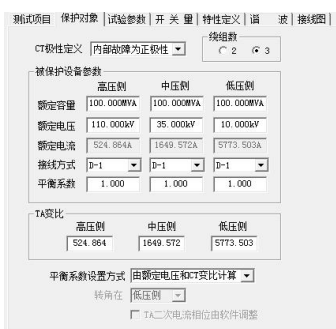 测试项目 保护对象 试验参数 开 关 量 特性定义 谐 波 接线图
CT极性定义 内部故障为正极性
绕组数
2 3
被保护设备参数
高压侧 中压侧 低压侧
额定容量 100.000MVA 100.000MVA 100.000MVA
额定电压 110.000kV 35.000kV 10.000kV
额定电流 524.864A 1649.572A 5773.503A
接线方式 D-1 D-1 D-1
平衡系数 1.000 1.000 1.000
TA变比
高压侧 中压侧 低压侧
524.864 1649.572 5773.503
平衡系数设置方式 由额定电压和CT变比计算
转角在 低压侧
TA二次电流相位由软件调整